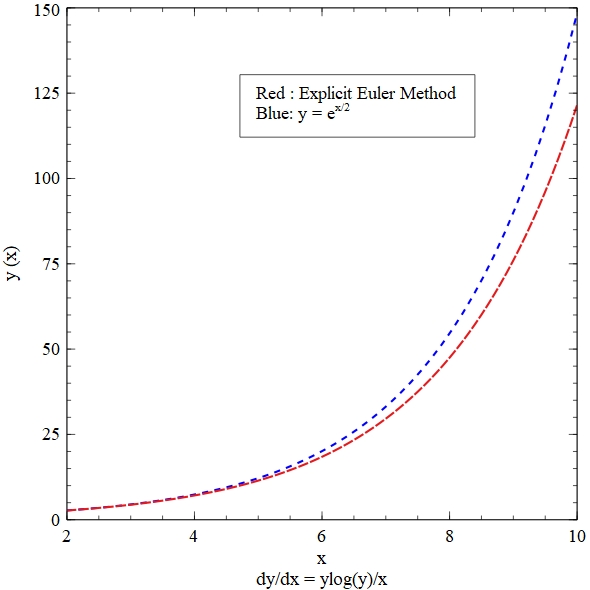 150
125
100
75
50
25
0
y (x)
Red : Explicit Euler Method
Blue: y = e^{x/2}
2 4 6 8 10
x
dy/dx = ylog(y)/x